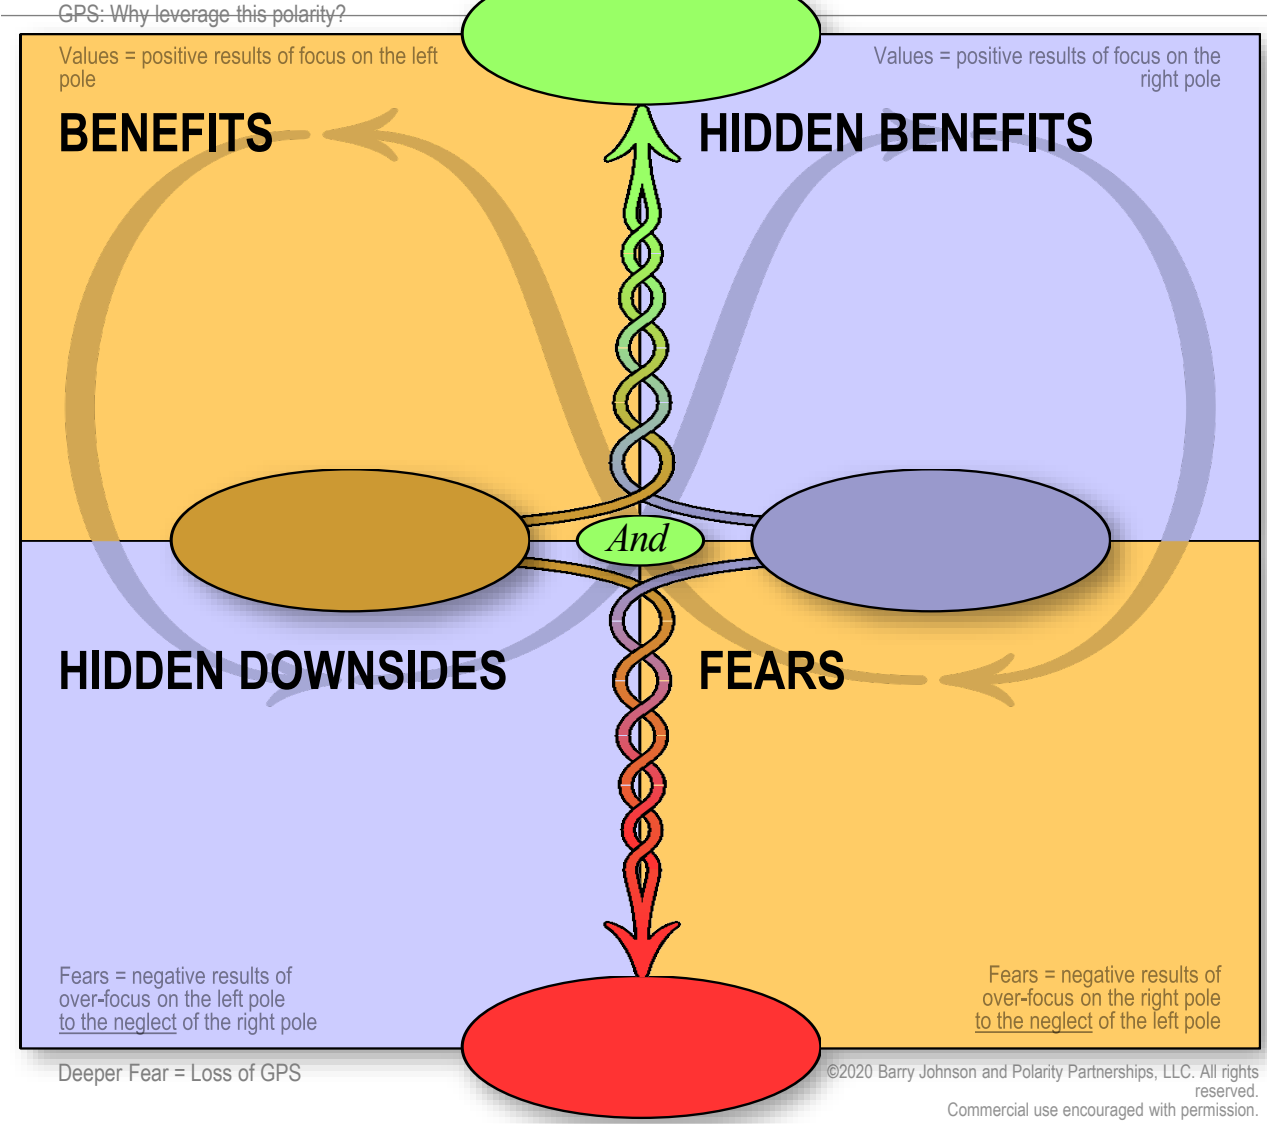 GPS: Why leverage this polarity?
Values = positive results of focus on the left
pole
Values = positive results of focus on the
right pole
BENEFITS
HIDDEN BENEFITS
And
HIDDEN DOWNSIDES
FEARS
Fears = negative results of
over-focus on the left pole
to the neglect of the right pole
Fears = negative results of
over-focus on the right pole
to the neglect of the left pole
Deeper Fear = Loss of GPS
©2020 Barry Johnson and Polarity Partnerships, LLC. All rights
reserved.
Commercial use encouraged with permission.